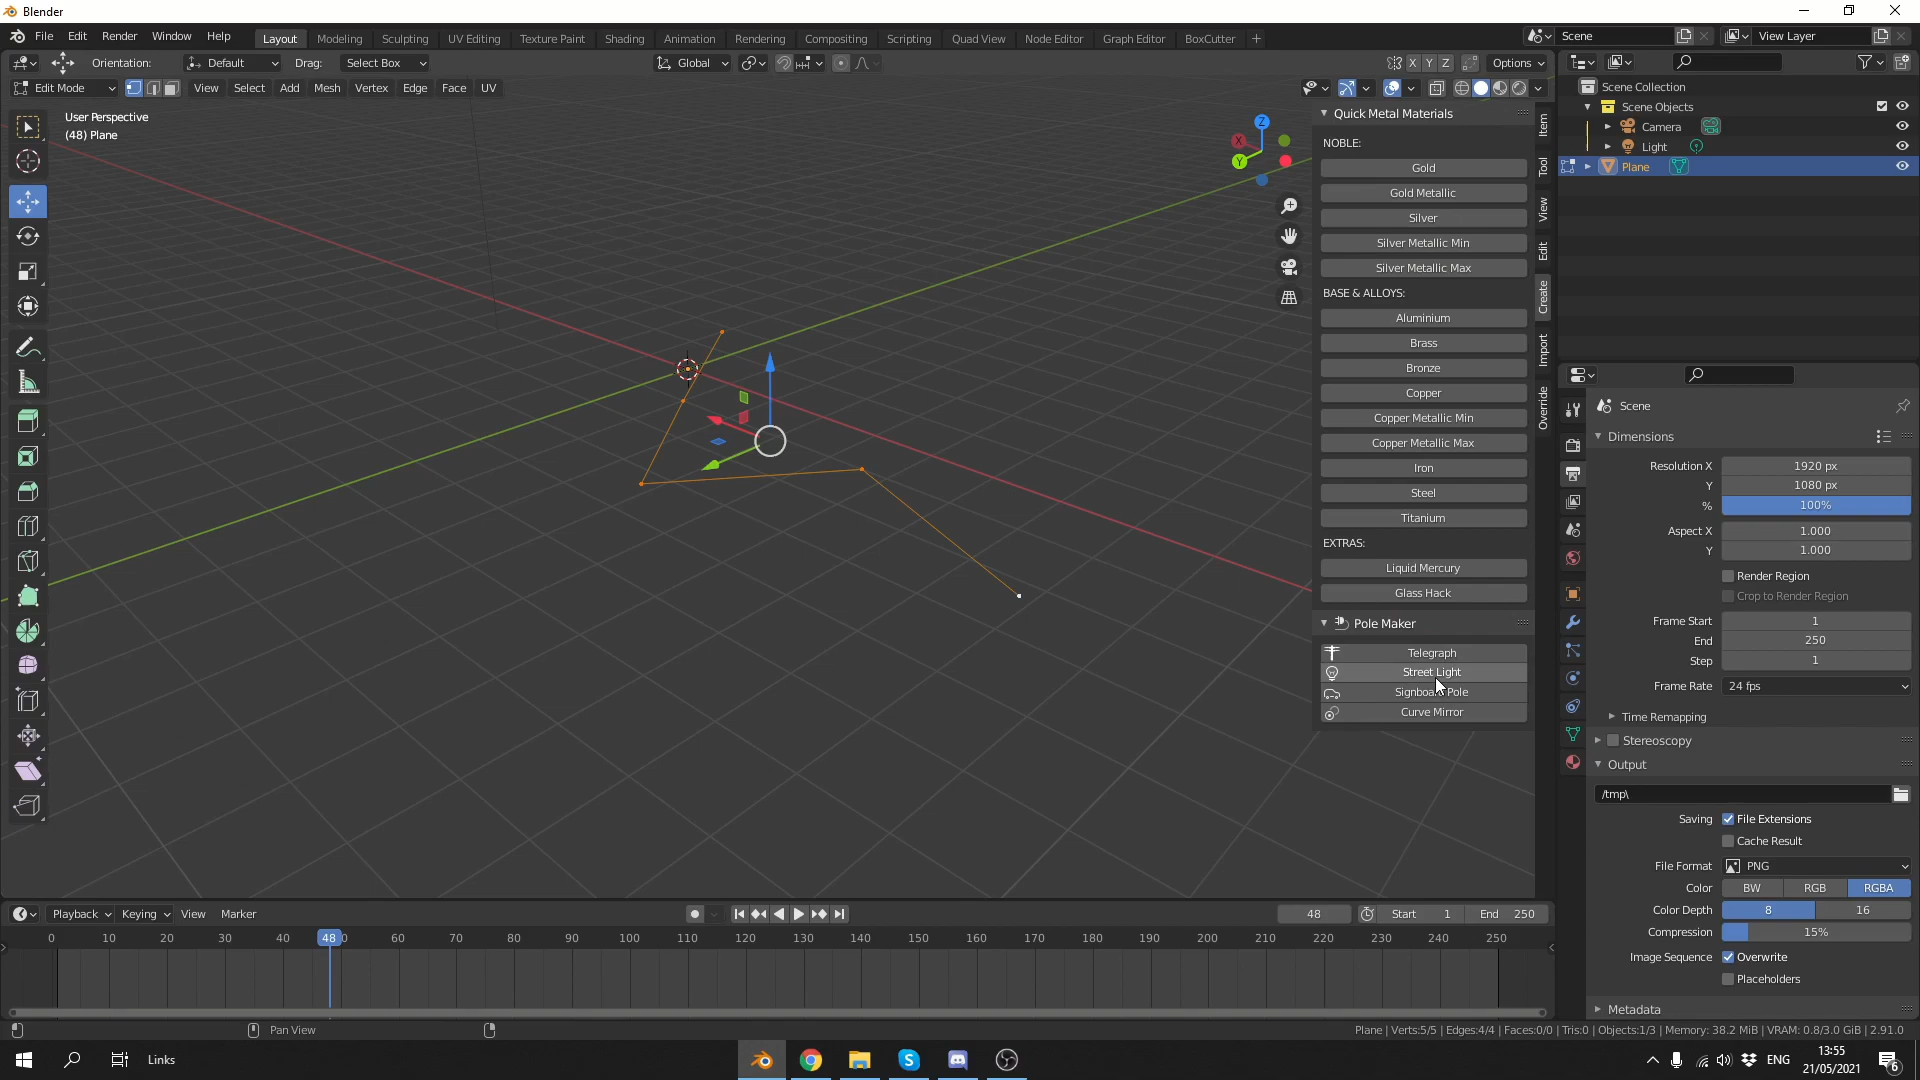 Blender
File Edit Render Window Help Layout Modeling Sculpting UV Editing Texture Paint Shading Animation Rendering Compositing Scripting Quad View Node Editor Graph Editor BoxCutter + Scene View Layer
Orientation: Default Drag: Select Box Global X Y Z Options
Edit Mode View Select Add Mesh Vertex Edge Face UV
User Perspective
(48) Plane
Z
X
Y
Quick Metal Materials
NOBLE:
Gold
Gold Metallic
Silver
Silver Metallic Min
Silver Metallic Max
BASE & ALLOYS:
Aluminium
Brass
Bronze
Copper
Copper Metallic Min
Copper Metallic Max
Iron
Steel
Titanium
EXTRAS:
Liquid Mercury
Glass Hack
Pole Maker
Telegraph
Street Light
Signboard Pole
Curve Mirror
Item
Tool
View
Edit
Create
Import
Override
Scene Collection
Scene Objects
Camera
Light
Plane
Scene
Dimensions
Resolution X 1920 px
Y 1080 px
% 100%
Aspect X 1.000
Y 1.000
Render Region
Crop to Render Region
Frame Start 1
End 250
Step 1
Frame Rate 24 fps
Time Remapping
Stereoscopy
Output
/tmp\
Saving File Extensions
Cache Result
File Format PNG
Color BW RGB RGBA
Color Depth 8 16
Compression 15%
Image Sequence Overwrite
Placeholders
Metadata
Playback Keying View Marker 48 Start 1 End 250
0 10 20 30 40 48 60 70 80 90 100 110 120 130 140 150 160 170 180 190 200 210 220 230 240 250
Pan View
Plane | Verts:5/5 | Edges:4/4 | Faces:0/0 | Tris:0 | Objects:1/3 | Memory: 38.2 MiB | VRAM: 0.8/3.0 GiB | 2.91.0
Links
ENG
13:55
21/05/2021
6